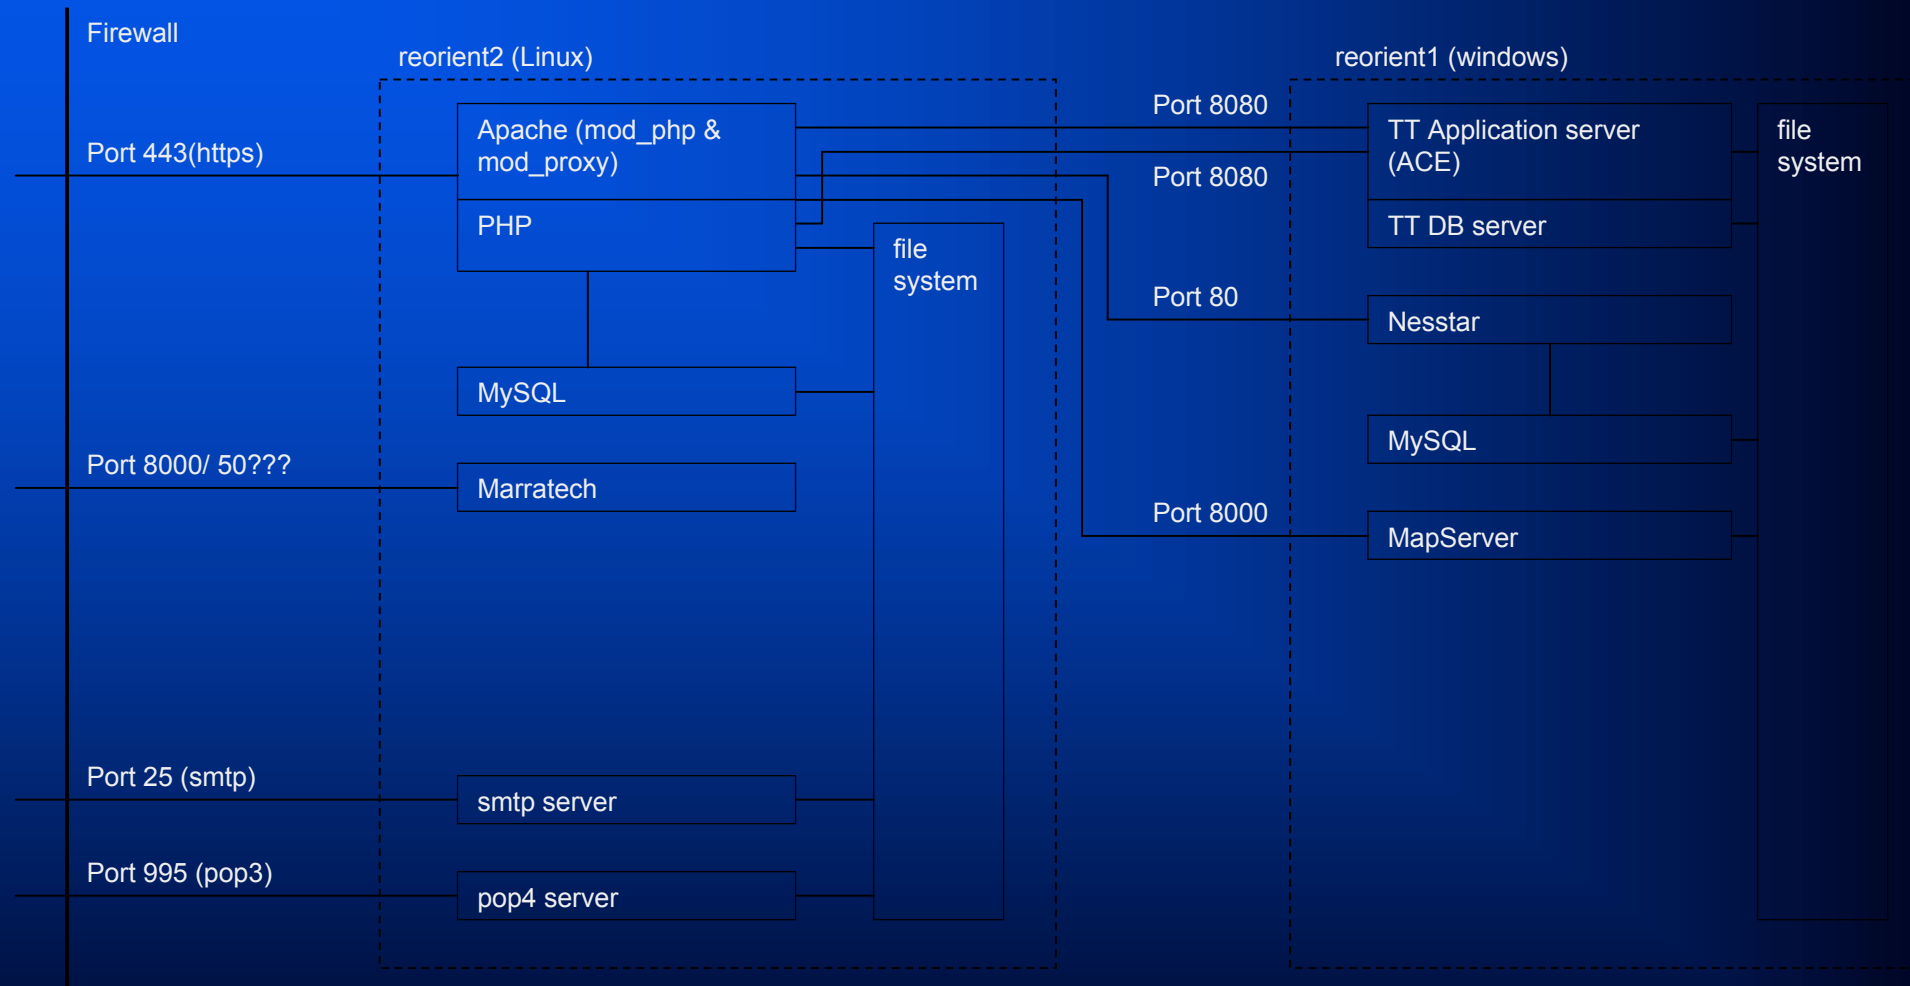 Firewall
reorient2 (Linux)
reorient1 (windows)
Port 443(https)
Apache (mod_php &
mod_proxy)
PHP
file
system
MySQL
Port 8000/ 50???
Marratech
Port 25 (smtp)
smtp server
Port 995 (pop3)
pop4 server
Port 8080
Port 8080
Port 80
Port 8000
TT Application server
(ACE)
TT DB server
Nesstar
MySQL
MapServer
file
system